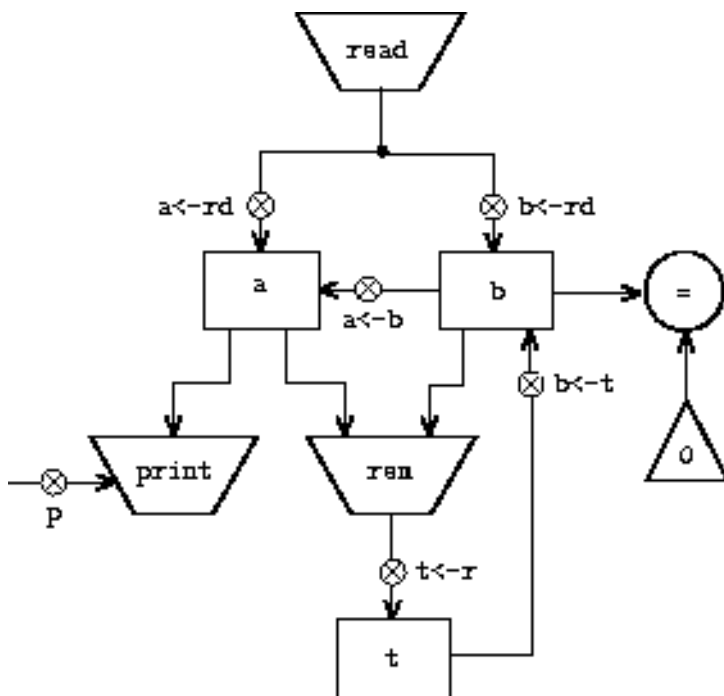 read
a<-rd
b<-rd
a
b
=
a<-b
b<-t
print
rem
0
P
t<-r
t